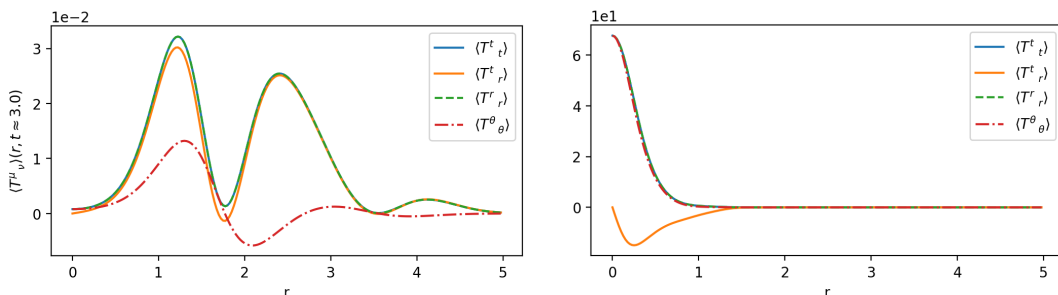 1e−2
⟨T^t_t⟩
⟨T^t_r⟩
⟨T^r_r⟩
⟨T^θ_θ⟩
⟨T^μ_ν⟩(r, t ≈ 3.0)
3
2
1
0
0 1 2 3 4 5
r
1e1
⟨T^t_t⟩
⟨T^t_r⟩
⟨T^r_r⟩
⟨T^θ_θ⟩
6
4
2
0
0 1 2 3 4 5
r